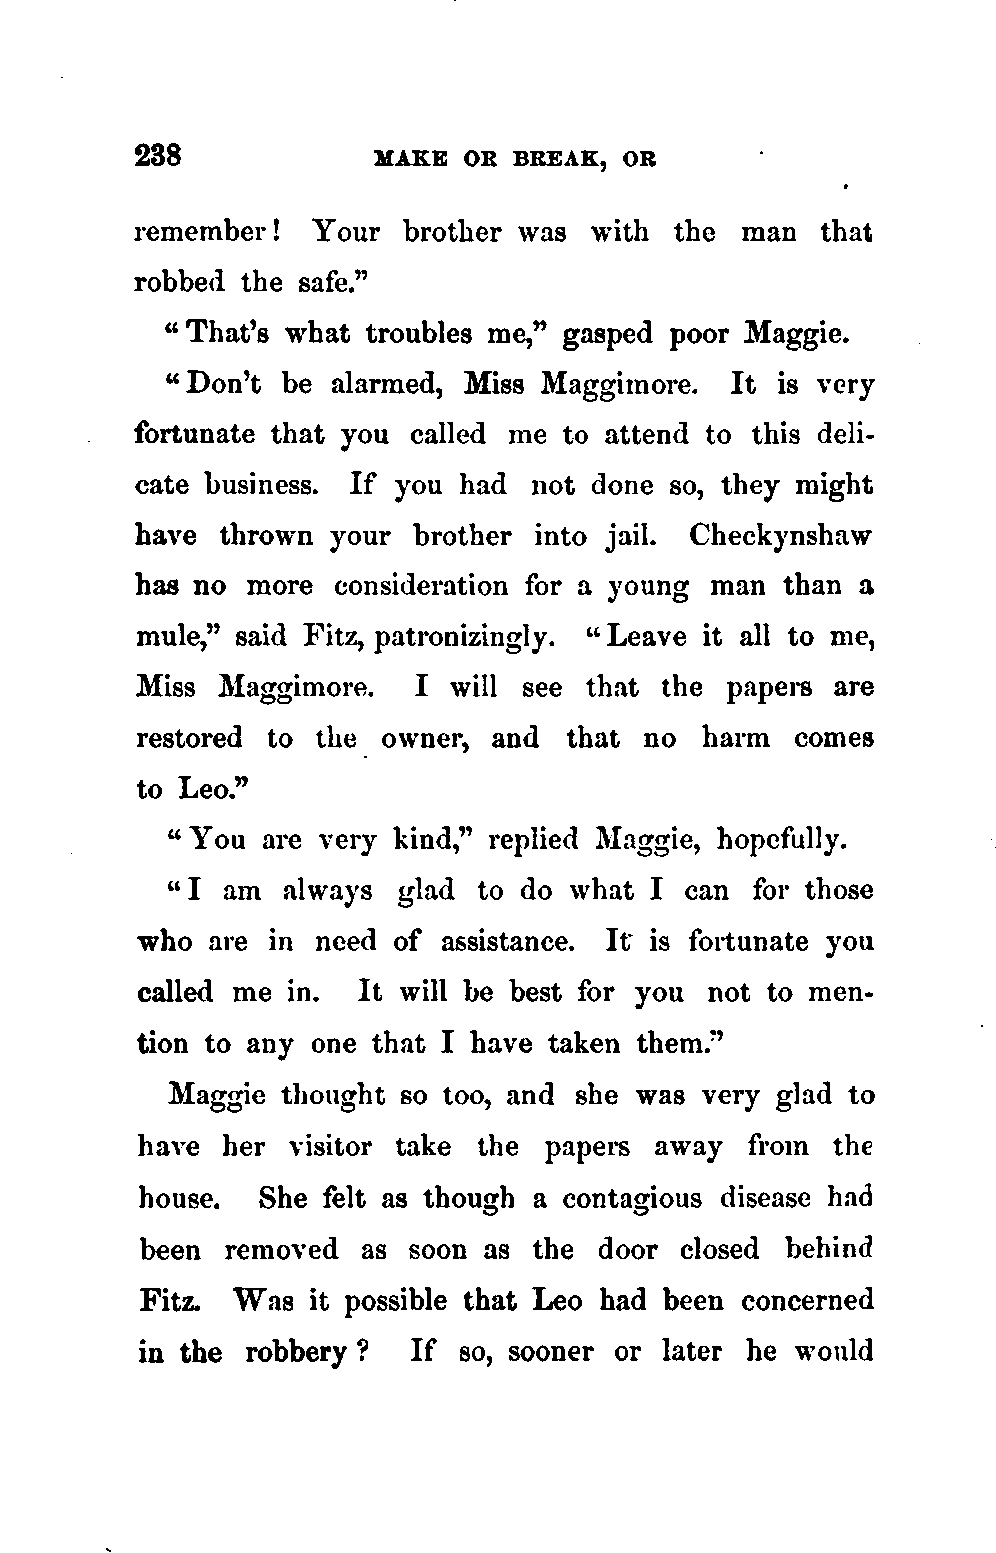 238 MAKE OR BREAK, OR
remember! Your brother was with the man that
robbed the safe.”
“That’s what troubles me,” gasped poor Maggie.
“Don’t be alarmed, Miss Maggimore. It is very
fortunate that you called me to attend to this deli-
cate business. If you had not done so, they might
have thrown your brother into jail. Checkynshaw
has no more consideration for a young man than a
mule,” said Fitz, patronizingly. “Leave it all to me,
Miss Maggimore. I will see that the papers are
restored to the owner, and that no harm comes
to Leo.”
“You are very kind,” replied Maggie, hopefully.
“I am always glad to do what I can for those
who are in need of assistance. It is fortunate you
called me in. It will be best for you not to men-
tion to any one that I have taken them.”
Maggie thought so too, and she was very glad to
have her visitor take the papers away from the
house. She felt as though a contagious disease had
been removed as soon as the door closed behind
Fitz. Was it possible that Leo had been concerned
in the robbery? If so, sooner or later he would